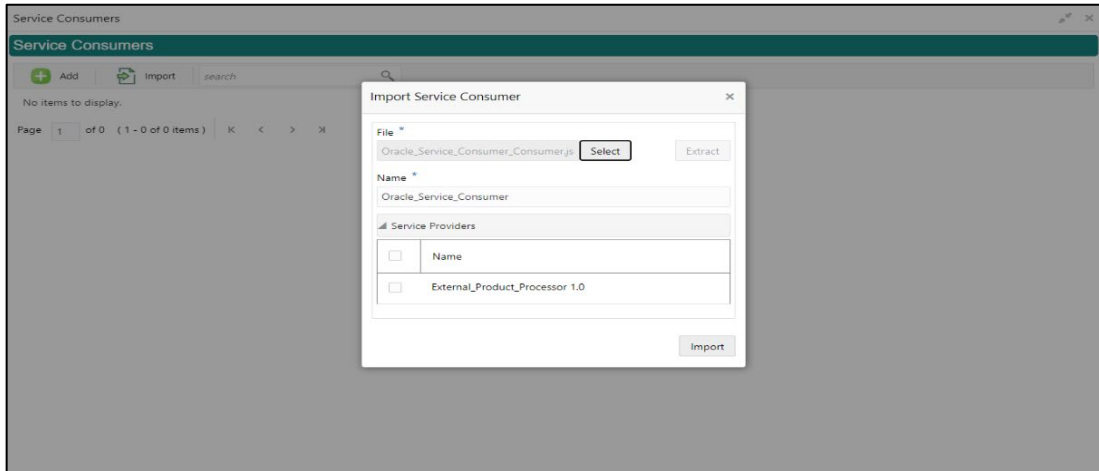 Service Consumers
Service Consumers
Add Import search
No items to display.
Page 1 of 0 ( 1 - 0 of 0 items )
Import Service Consumer
File *
Oracle_Service_Consumer_Consumer.js Select Extract
Name *
Oracle_Service_Consumer
Service Providers
Name
External_Product_Processor 1.0
Import